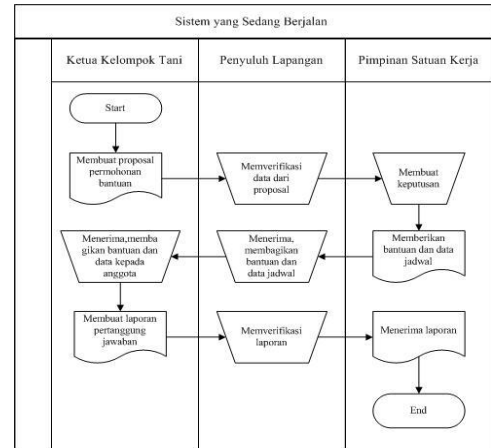 Sistem yang Sedang Berjalan
Ketua Kelompok Tani
Penyuluh Lapangan
Pimpinan Satuan Kerja
Start
Membuat proposal
permohonan
bantuan
Memverifikasi
data dari
proposal
Membuat
keputusan
Menerima,memba
gikan bantuan dan
data kepada
anggota
Menerima,
membagikan
bantuan dan
data jadwal
Memberikan
bantuan dan data
jadwal
Membuat laporan
pertanggung
jawaban
Memverifikasi
laporan
Menerima laporan
End